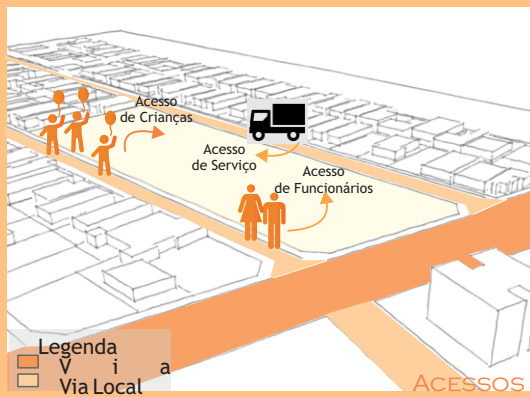 Acesso
de Crianças
Acesso
de Serviço
Acesso
de Funcionários
Legenda
V i a
Via Local
ACESSOS